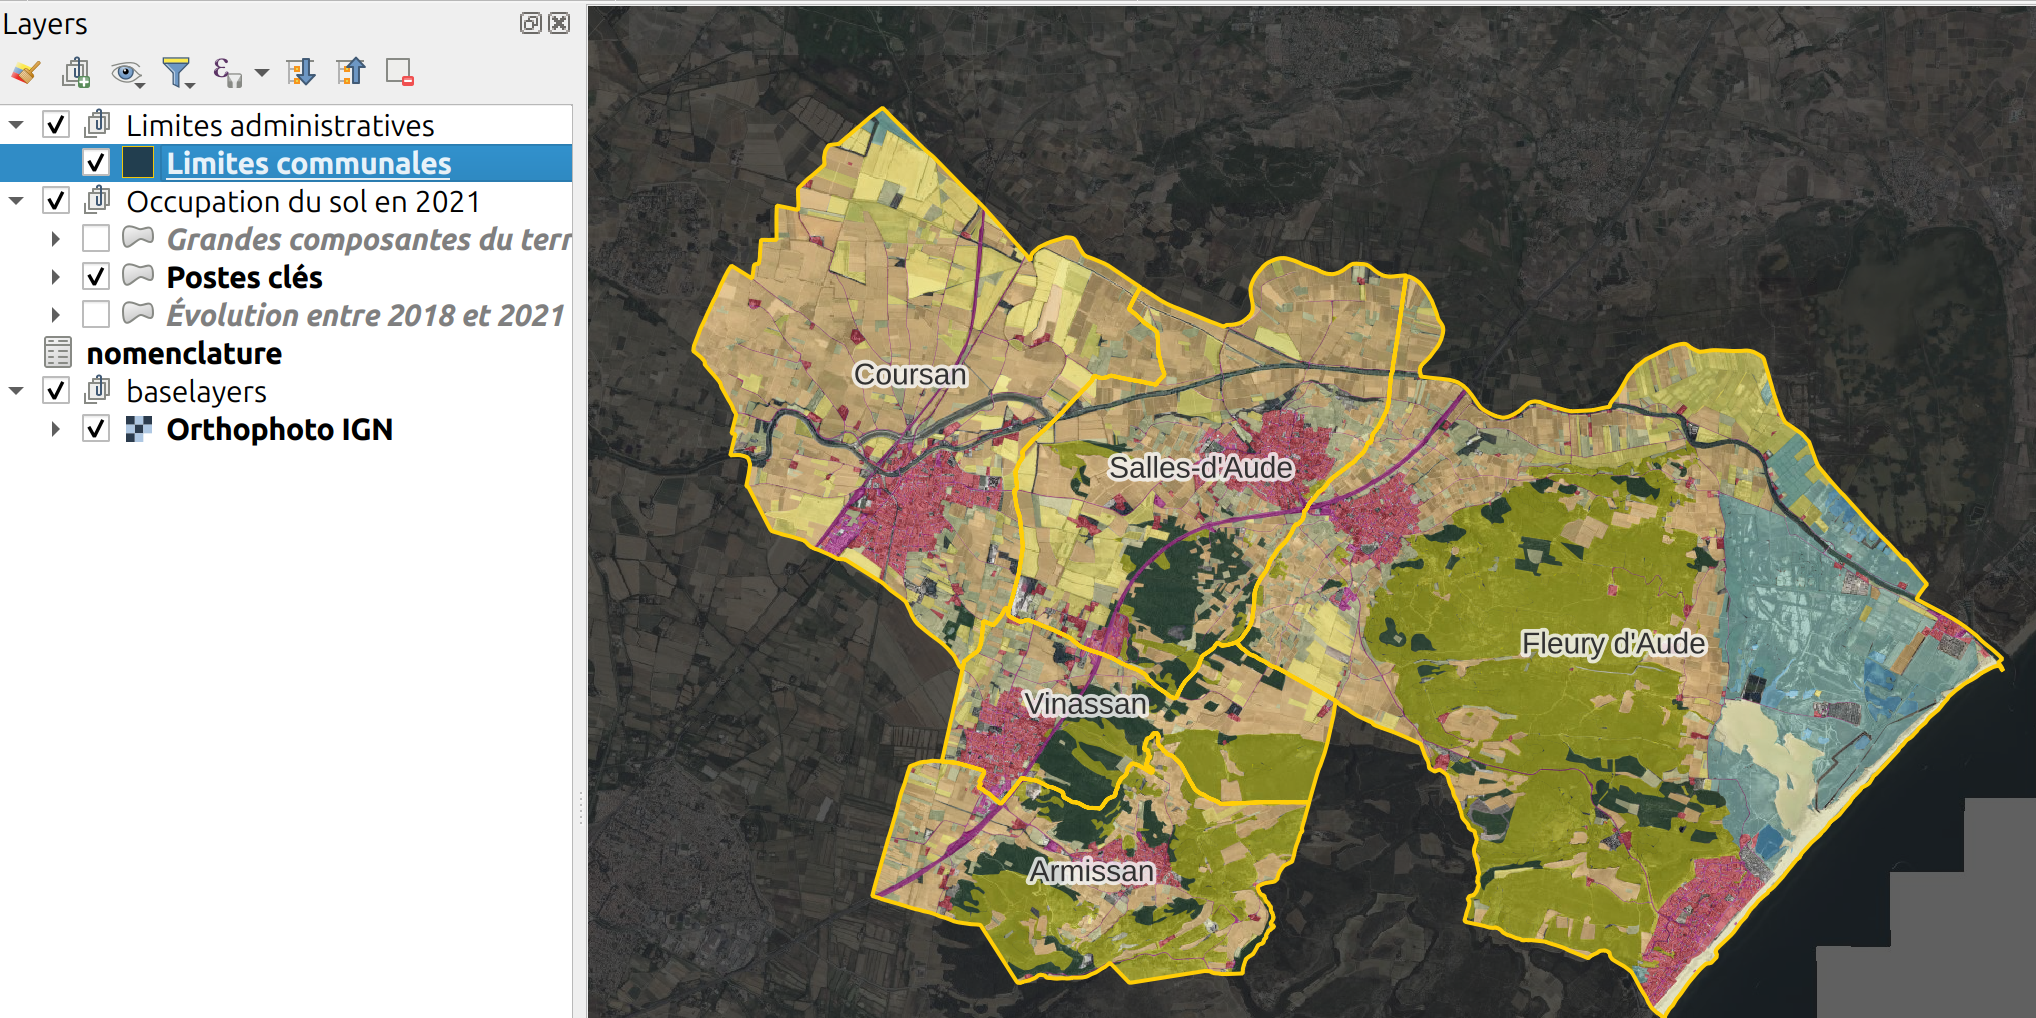 Layers
Limites administratives
Limites communales
Occupation du sol en 2021
Grandes composantes du terr
Postes clés
Évolution entre 2018 et 2021
nomenclature
baselayers
Orthophoto IGN
Coursan
Salles-d'Aude
Fleury d'Aude
Vinassan
Armissan